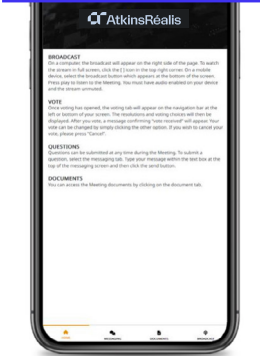 AtkinsRéalis
BROADCAST
On a computer, the broadcast will appear on the right side of the page. To watch
the stream in full screen, click the [ ] icon in the top right corner. On a mobile
device, select the broadcast button which appears at the bottom of the screen.
Press play to listen to the Meeting. You must have audio enabled on your device
and the stream unmuted.
VOTE
Once voting has opened, the voting tab will appear on the navigation bar at the
left or bottom of your screen. The resolutions and voting choices will then be
displayed. After you vote, a message confirming "vote received" will appear. Your
vote can be changed by simply clicking the other option. If you wish to cancel your
vote, please press "Cancel".
QUESTIONS
Questions can be submitted at any time during the Meeting. To submit a
question, select the messaging tab. Type your message within the text box at the
top of the messaging screen and then click the send button.
DOCUMENTS
You can access the Meeting documents by clicking on the document tab.
HOME MESSAGING DOCUMENTS BROADCAST